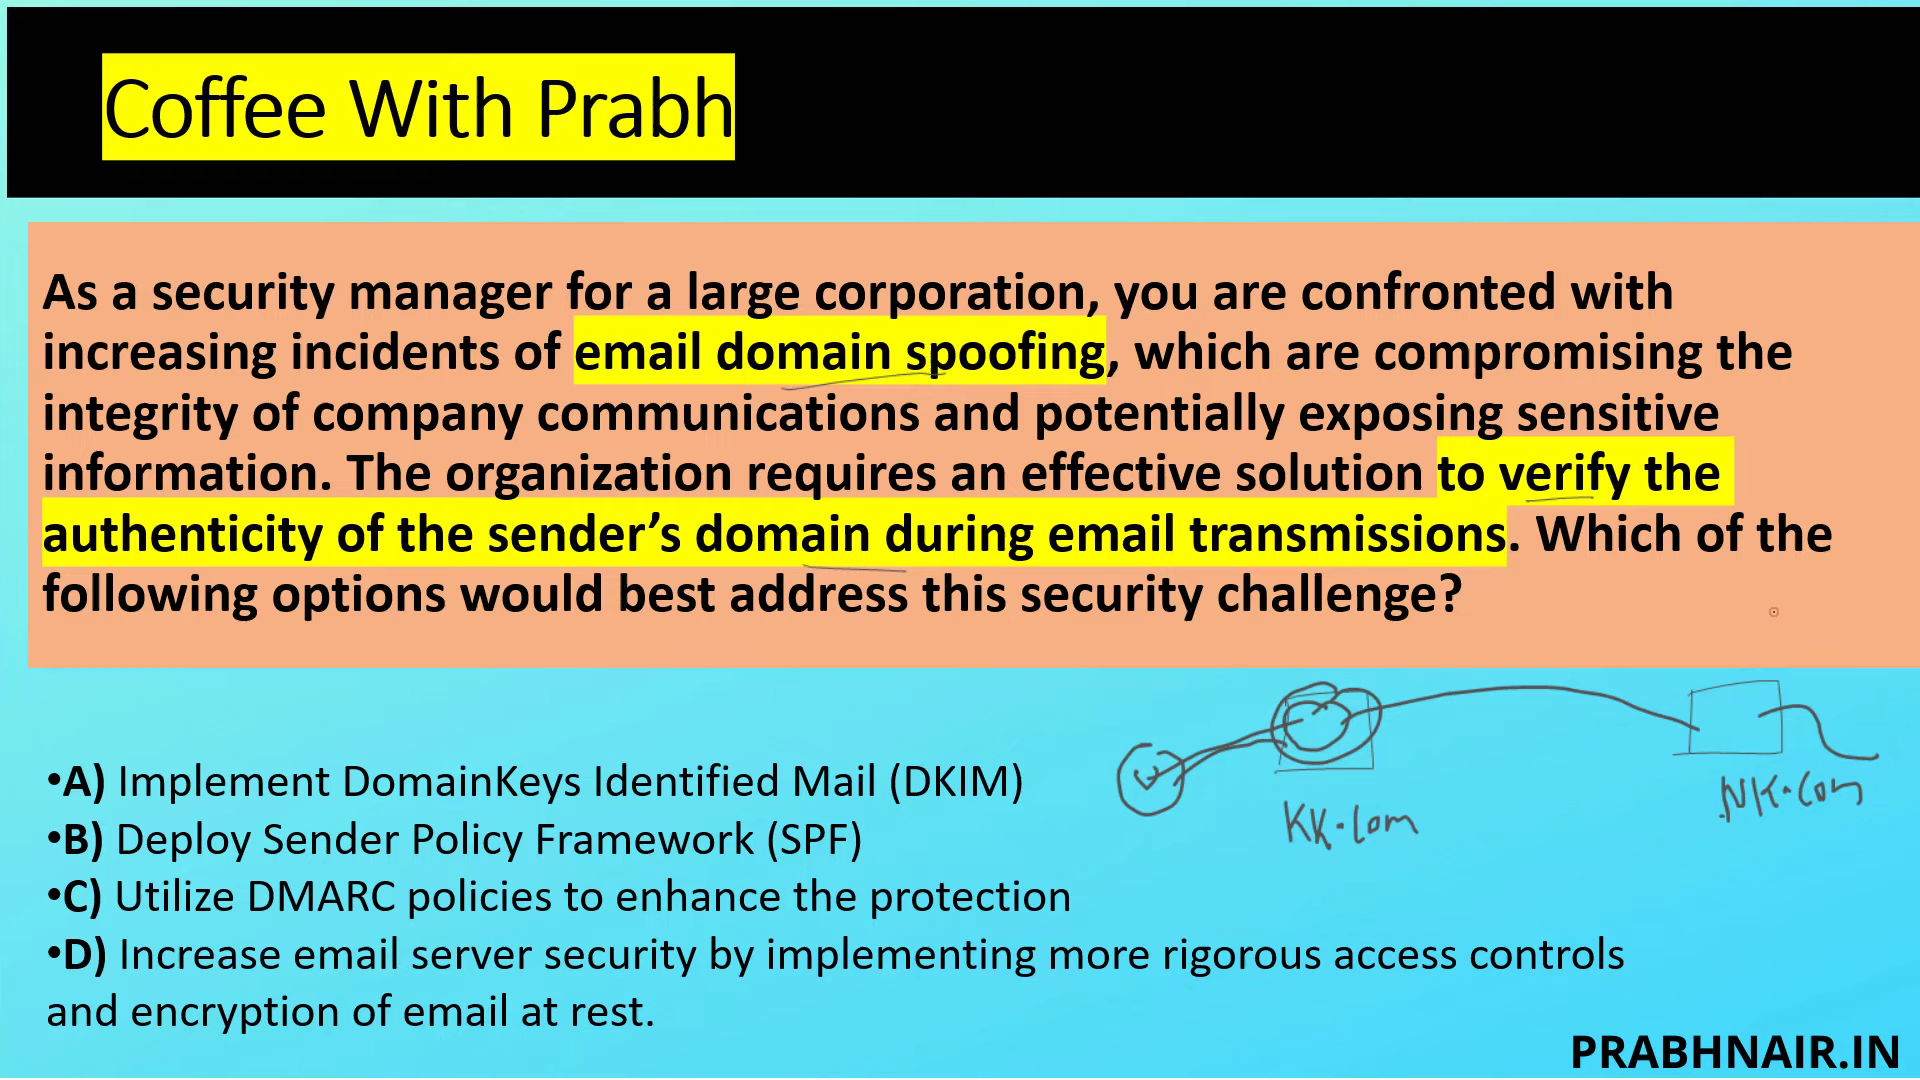 Coffee With Prabh
As a security manager for a large corporation, you are confronted with
increasing incidents of email domain spoofing, which are compromising the
integrity of company communications and potentially exposing sensitive
information. The organization requires an effective solution to verify the
authenticity of the sender’s domain during email transmissions. Which of the
following options would best address this security challenge?
•A) Implement DomainKeys Identified Mail (DKIM)
•B) Deploy Sender Policy Framework (SPF)
•C) Utilize DMARC policies to enhance the protection
•D) Increase email server security by implementing more rigorous access controls
and encryption of email at rest.
KK.com
NK.com
PRABHNAIR.IN